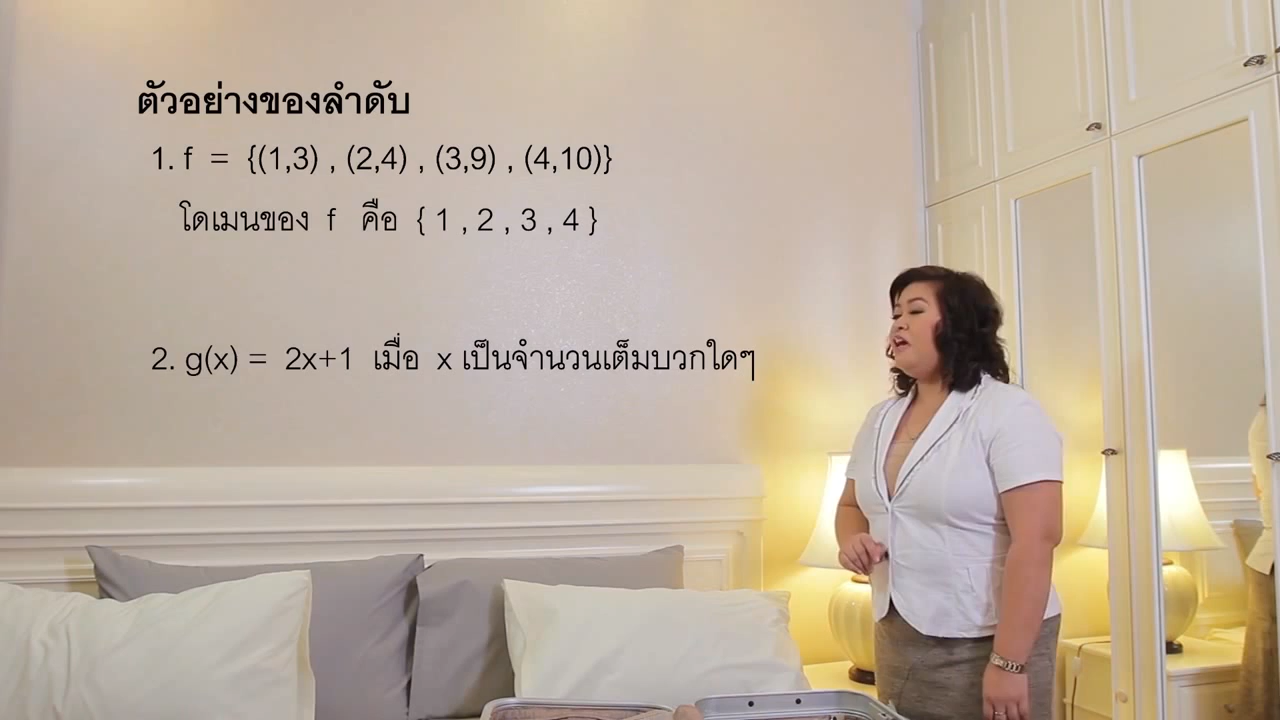 ตัวอย่างของลำดับ
1. f = {(1,3) , (2,4) , (3,9) , (4,10)}
โดเมนของ f คือ { 1 , 2 , 3 , 4 }
2. g(x) = 2x+1 เมื่อ x เป็นจำนวนเต็มบวกใดๆ